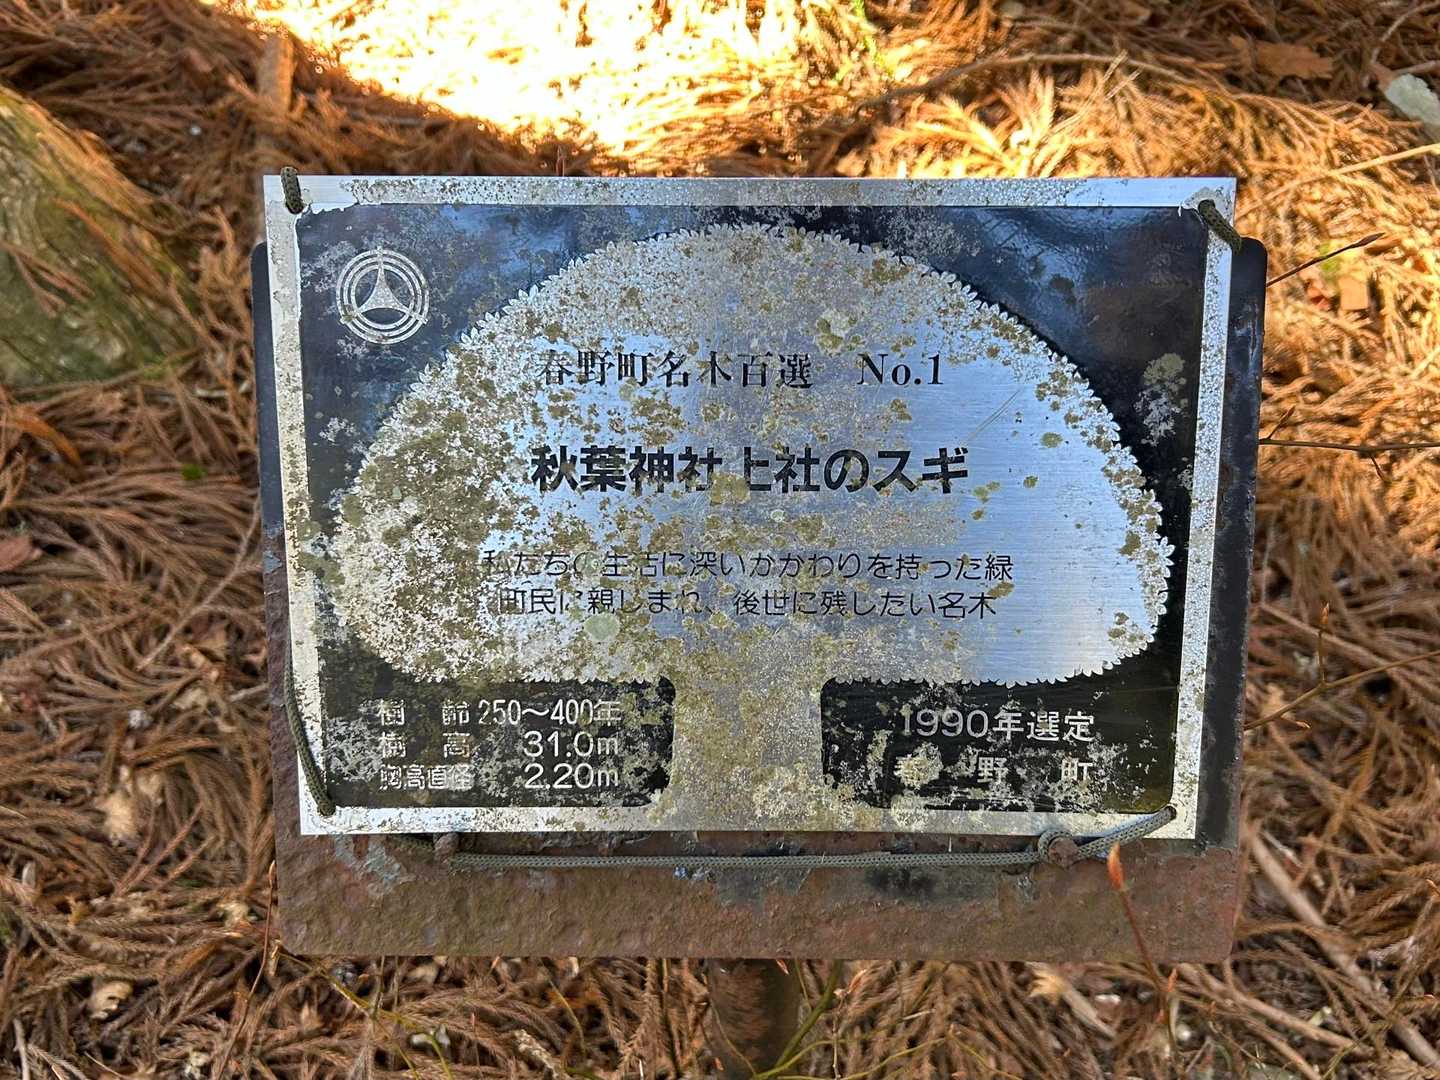 春野町名木百選 No.1
秋葉神社上社のスギ
私たちの生活に深いかかわりを持った緑
町民に親しまれ、後世に残したい名木
樹 齢 250～400年
樹 高 31.0m
胸高直径 2.20m
1990年選定
春 野 町